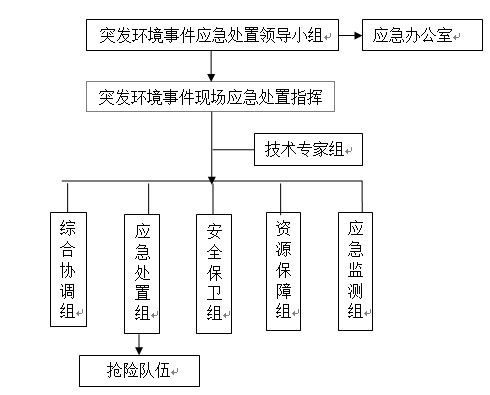 突发环境事件应急处置领导小组
应急办公室
突发环境事件现场应急处置指挥
技术专家组
综合协调组
应急处置组
安全保卫组
资源保障组
应急监测组
抢险队伍